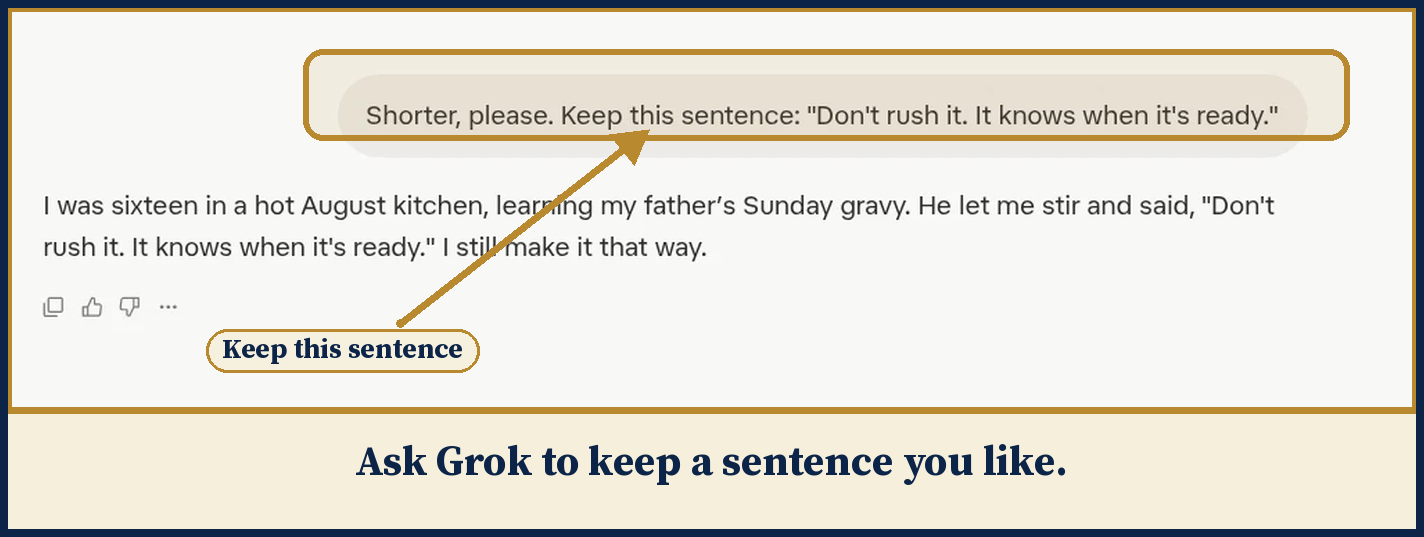 Shorter, please. Keep this sentence: "Don't rush it. It knows when it's ready."
I was sixteen in a hot August kitchen, learning my father’s Sunday gravy. He let me stir and said, "Don't
rush it. It knows when it's ready." I still make it that way.
Keep this sentence
Ask Grok to keep a sentence you like.